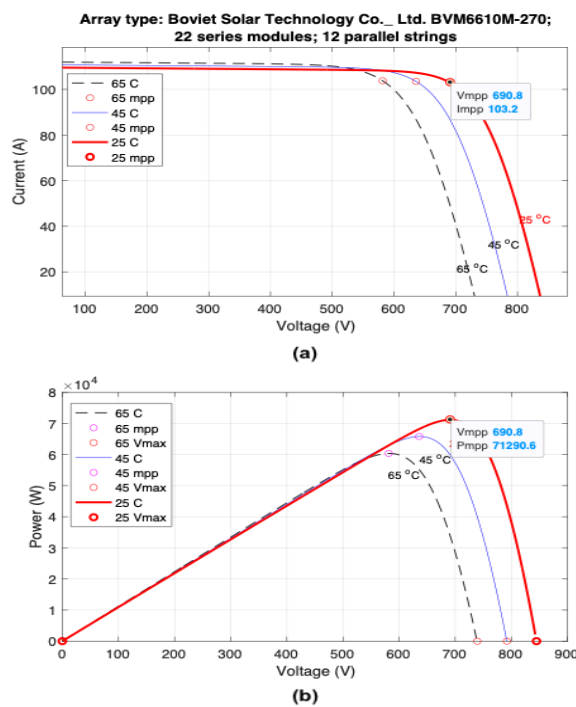 Array type: Boviet Solar Technology Co._ Ltd. BVM6610M-270;
22 series modules; 12 parallel strings
65 C
65 mpp
45 C
45 mpp
25 C
25 mpp
Vmpp 690.8
Impp 103.2
25 °C
45 °C
65 °C
100
80
60
40
20
Current (A)
100 200 300 400 500 600 700 800
Voltage (V)
(a)
×10⁴
65 C
65 mpp
65 Vmax
45 C
45 mpp
45 Vmax
25 C
25 Vmax
Vmpp 690.8
Pmpp 71290.6
45 °C
65 °C
8
7
6
5
4
3
2
1
0
Power (W)
0 100 200 300 400 500 600 700 800 900
Voltage (V)
(b)